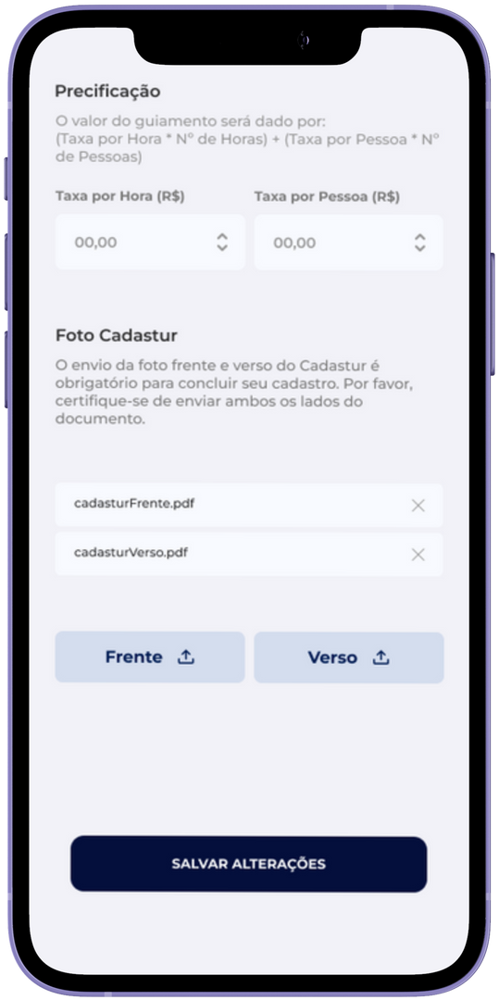 Precificação
O valor do guiamento será dado por:
(Taxa por Hora * Nº de Horas) + (Taxa por Pessoa * Nº
de Pessoas)
Taxa por Hora (R$) Taxa por Pessoa (R$)
00,00 00,00
Foto Cadastur
O envio da foto frente e verso do Cadastur é
obrigatório para concluir seu cadastro. Por favor,
certifique-se de enviar ambos os lados do
documento.
cadasturFrente.pdf
cadasturVerso.pdf
Frente Verso
SALVAR ALTERAÇÕES